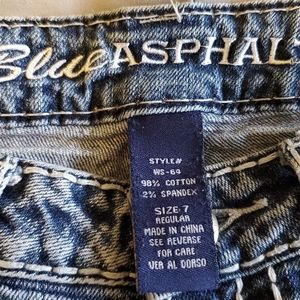 Blue ASPHAL
STYLE#
WS-64
98% COTTON
2% SPANDEX
SIZE: 7
REGULAR
MADE IN CHINA
SEE REVERSE
FOR CARE
VER AL DORSO